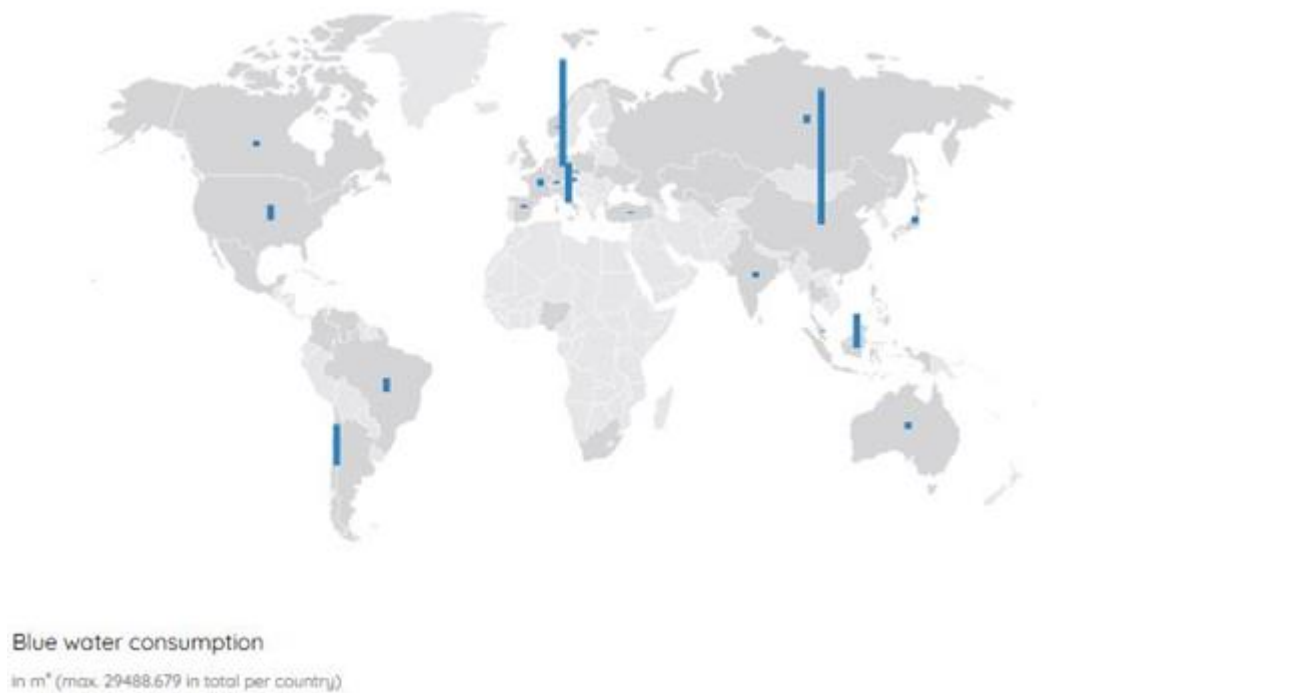 Blue water consumption
in m³ (max. 29488.679 in total per country)